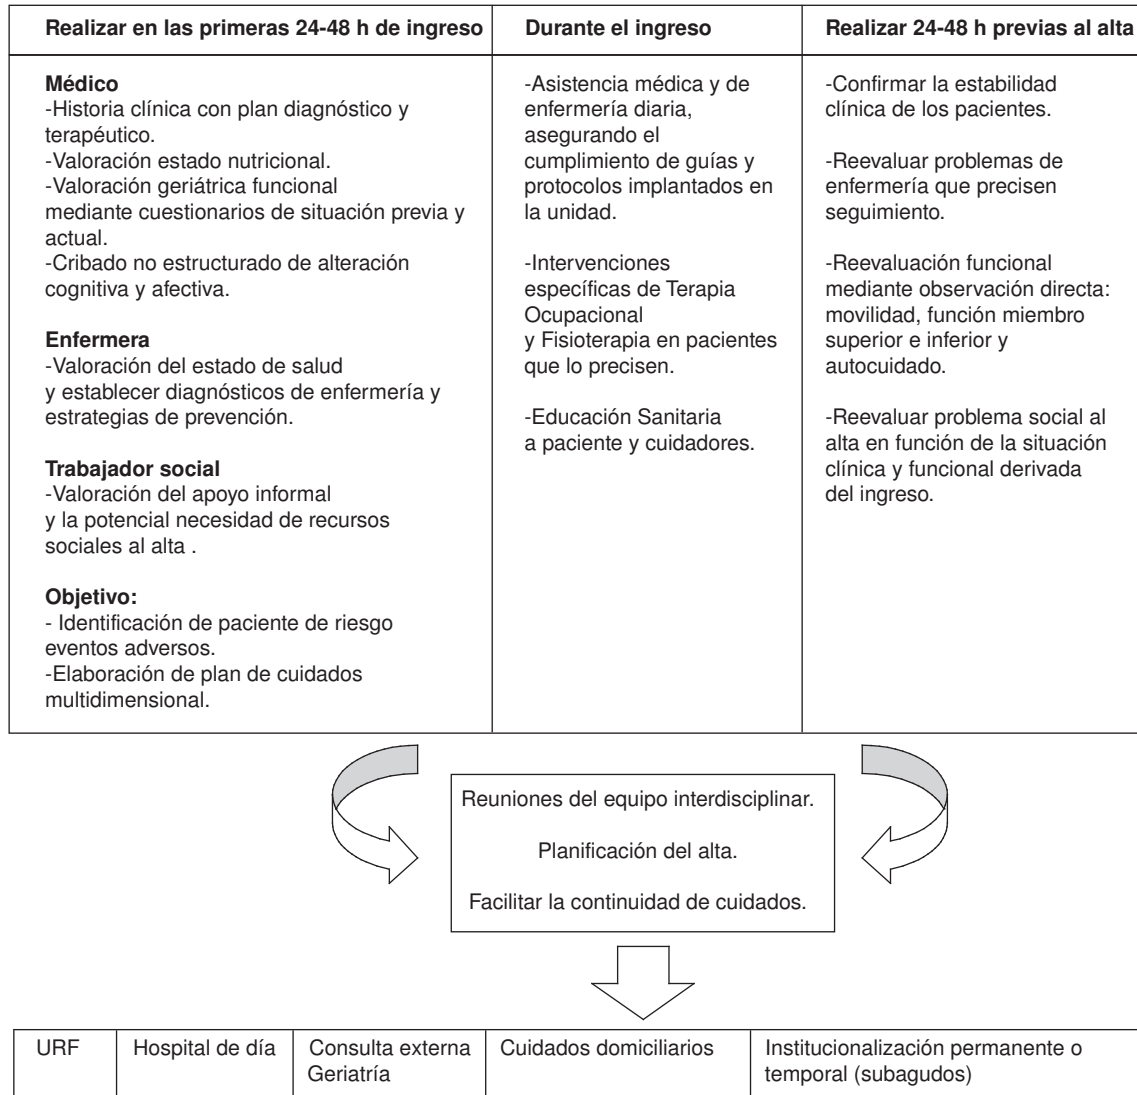 Realizar en las primeras 24-48 h de ingreso
Médico
-Historia clínica con plan diagnóstico y
terapéutico.
-Valoración estado nutricional.
-Valoración geriátrica funcional
mediante cuestionarios de situación previa y
actual.
-Cribado no estructurado de alteración
cognitiva y afectiva.
Enfermera
-Valoración del estado de salud
y establecer diagnósticos de enfermería y
estrategias de prevención.
Trabajador social
-Valoración del apoyo informal
y la potencial necesidad de recursos
sociales al alta .
Objetivo:
- Identificación de paciente de riesgo
eventos adversos.
-Elaboración de plan de cuidados
multidimensional.
Durante el ingreso
-Asistencia médica y de
enfermería diaria,
asegurando el
cumplimiento de guías y
protocolos implantados en
la unidad.
-Intervenciones
específicas de Terapia
Ocupacional
y Fisioterapia en pacientes
que lo precisen.
-Educación Sanitaria
a paciente y cuidadores.
Realizar 24-48 h previas al alta
-Confirmar la estabilidad
clínica de los pacientes.
-Reevaluar problemas de
enfermería que precisen
seguimiento.
-Reevaluación funcional
mediante observación directa:
movilidad, función miembro
superior e inferior y
autocuidado.
-Reevaluar problema social al
alta en función de la situación
clínica y funcional derivada
del ingreso.
Reuniones del equipo interdisciplinar.
Planificación del alta.
Facilitar la continuidad de cuidados.
URF
Hospital de día
Consulta externa
Geriatría
Cuidados domiciliarios
Institucionalización permanente o
temporal (subagudos)